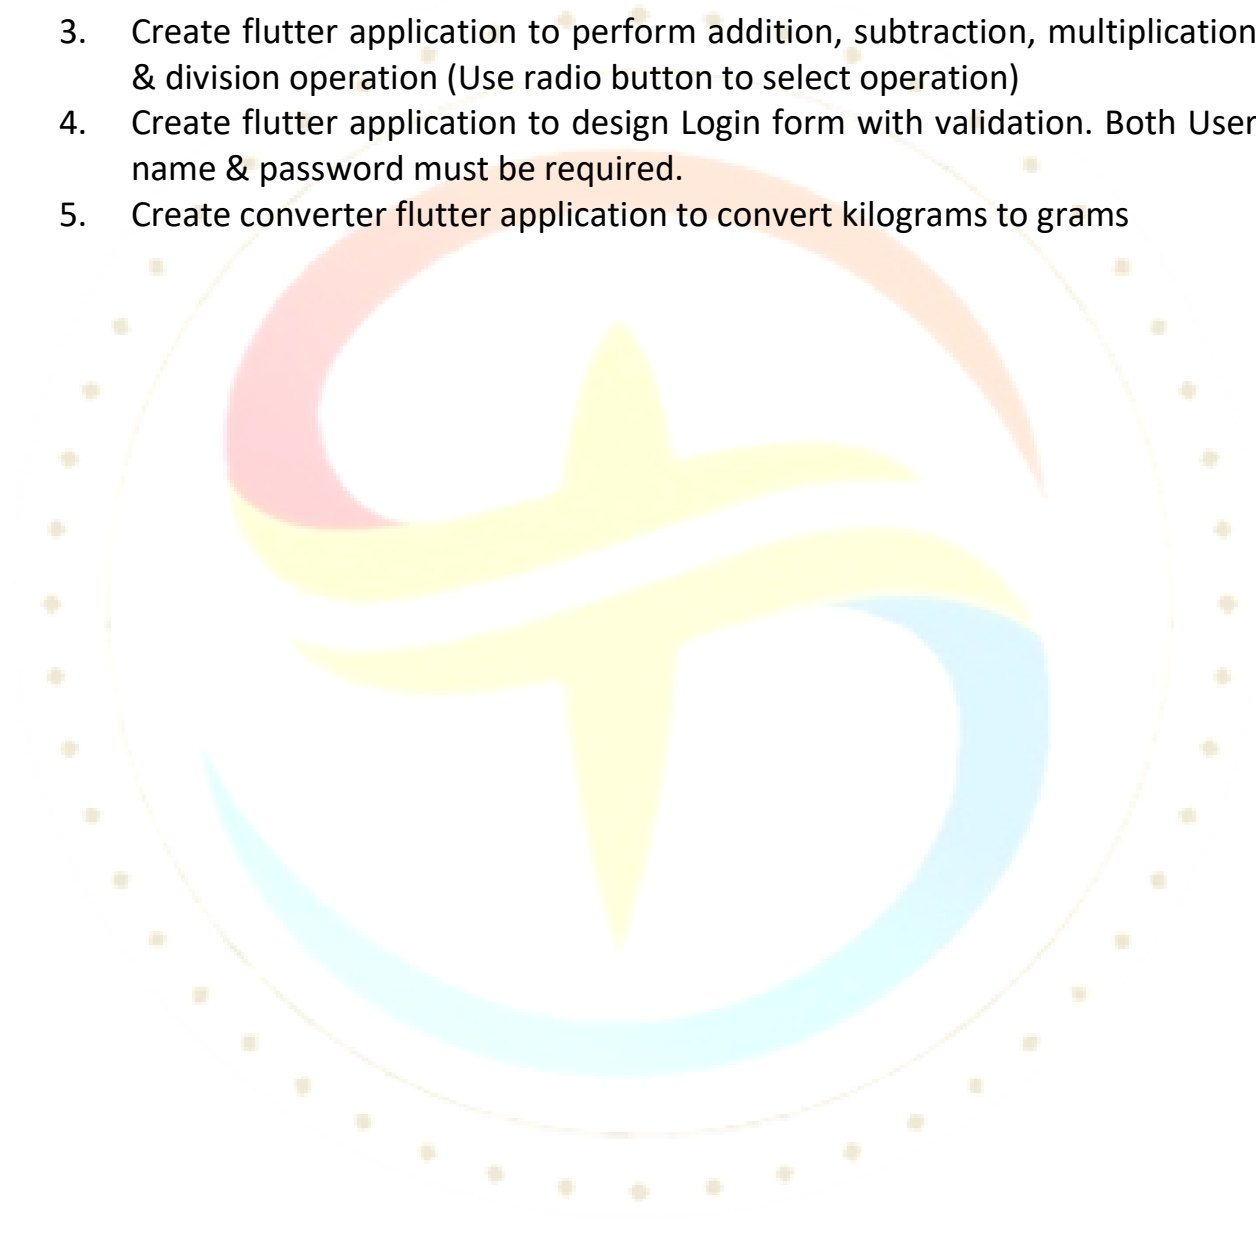 3. Create flutter application to perform addition, subtraction, multiplication
& division operation (Use radio button to select operation)
4. Create flutter application to design Login form with validation. Both User
name & password must be required.
5. Create converter flutter application to convert kilograms to grams